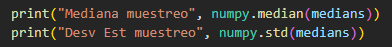 print("Mediana muestreo", numpy.median(medians))
print("Desv Est muestreo", numpy.std(medians))